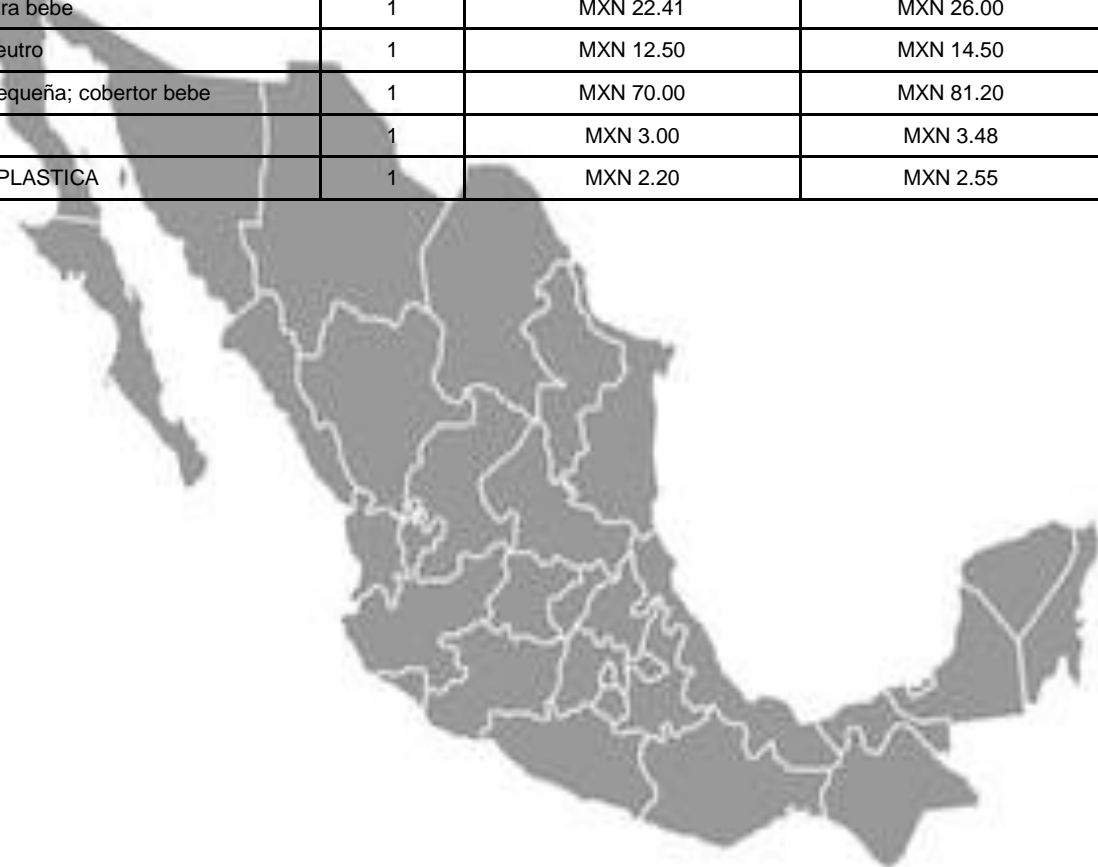 ra bebe 1 MXN 22.41 MXN 26.00
eutro 1 MXN 12.50 MXN 14.50
equeña; cobertor bebe 1 MXN 70.00 MXN 81.20
1 MXN 3.00 MXN 3.48
PLASTICA 1 MXN 2.20 MXN 2.55